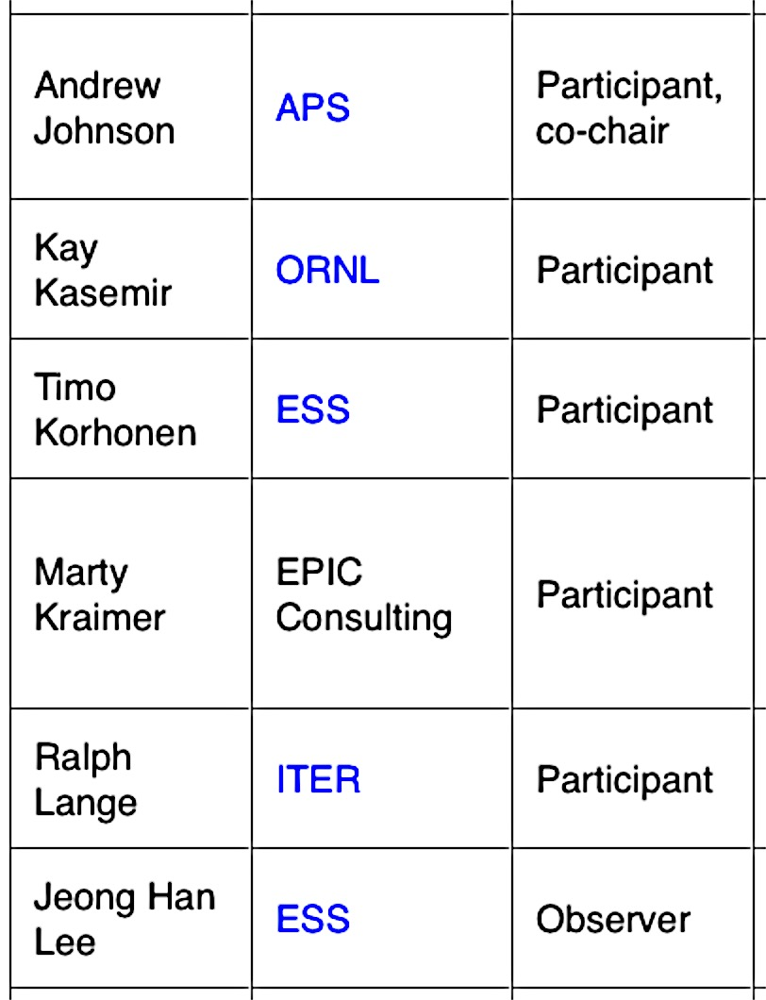 Andrew
Johnson
APS
Participant,
co-chair
Kay
Kasemir
ORNL
Participant
Timo
Korhonen
ESS
Participant
Marty
Kraimer
EPIC
Consulting
Participant
Ralph
Lange
ITER
Participant
Jeong Han
Lee
ESS
Observer